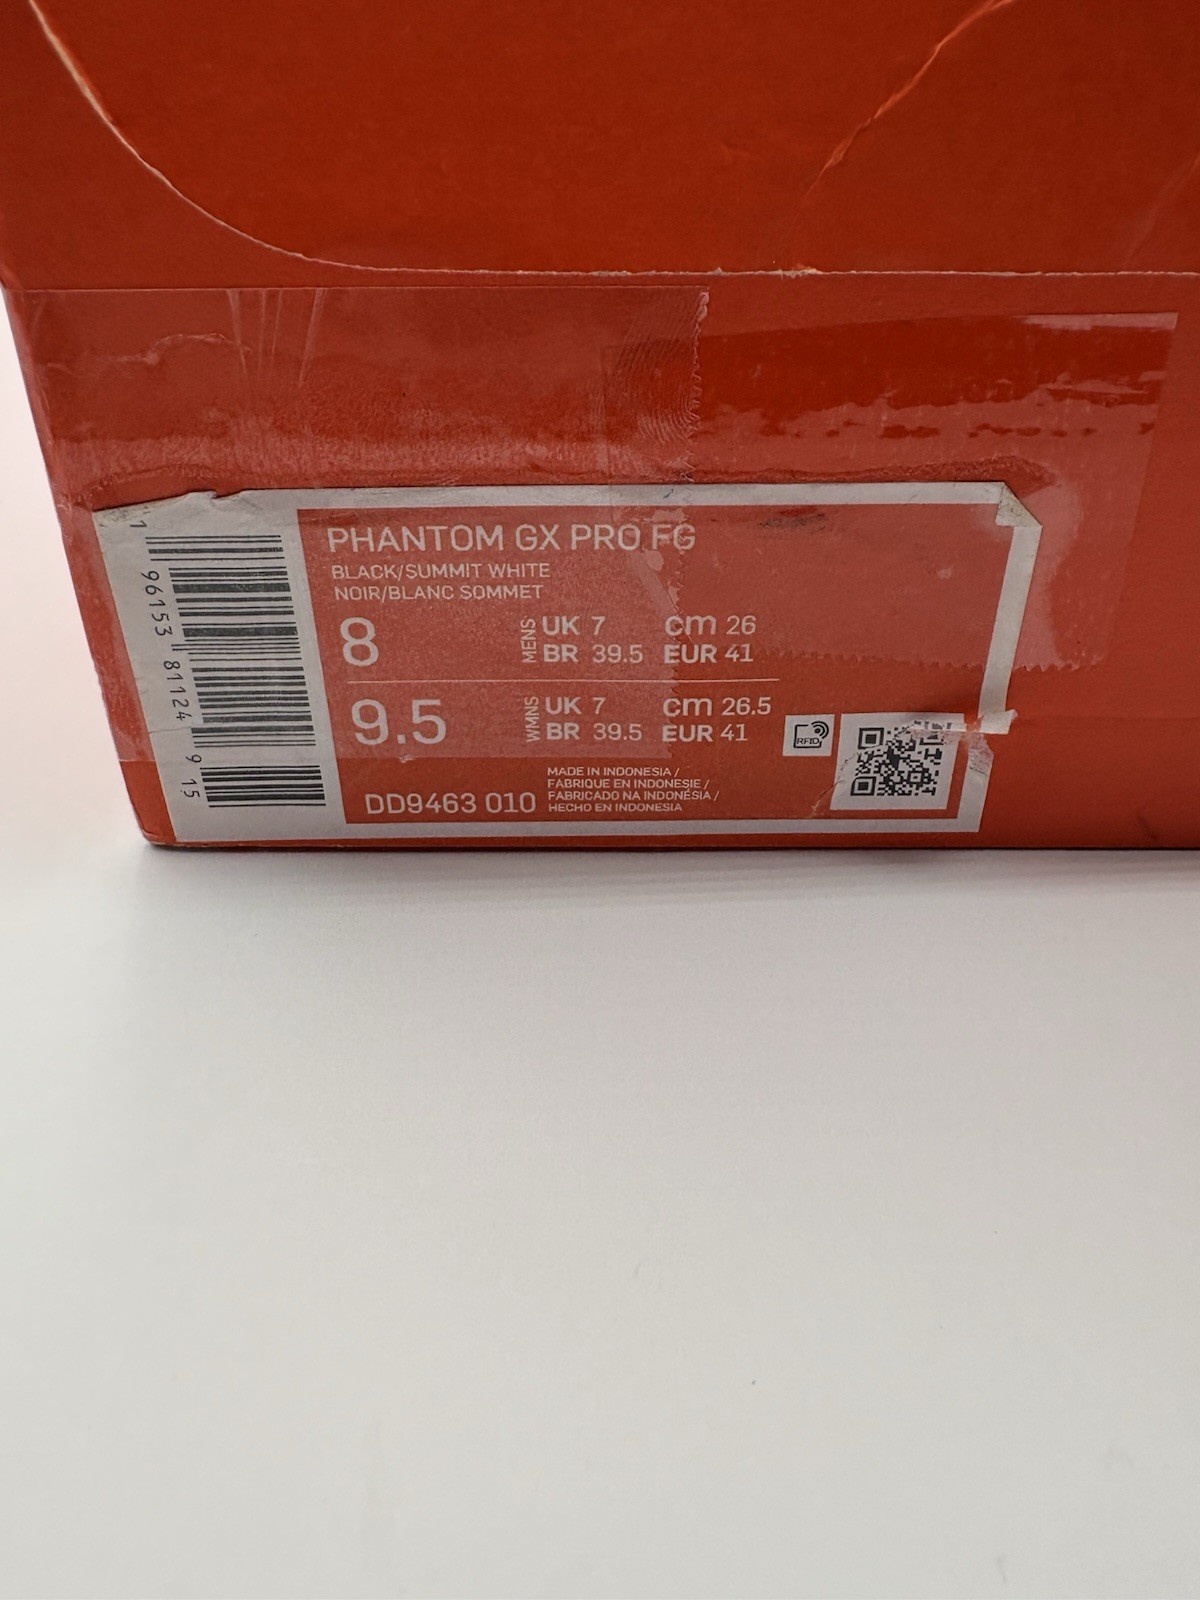 PHANTOM GX PRO FG
BLACK/SUMMIT WHITE
NOIR/BLANC SOMMET
8 MENS UK 7 cm 26
BR 39.5 EUR 41
9.5 WMNS UK 7 cm 26.5
BR 39.5 EUR 41
RFID
DD9463 010
MADE IN INDONESIA /
FABRIQUE EN INDONESIE /
FABRICADO NA INDONÉSIA /
HECHO EN INDONESIA
1 96153 81124 9 15